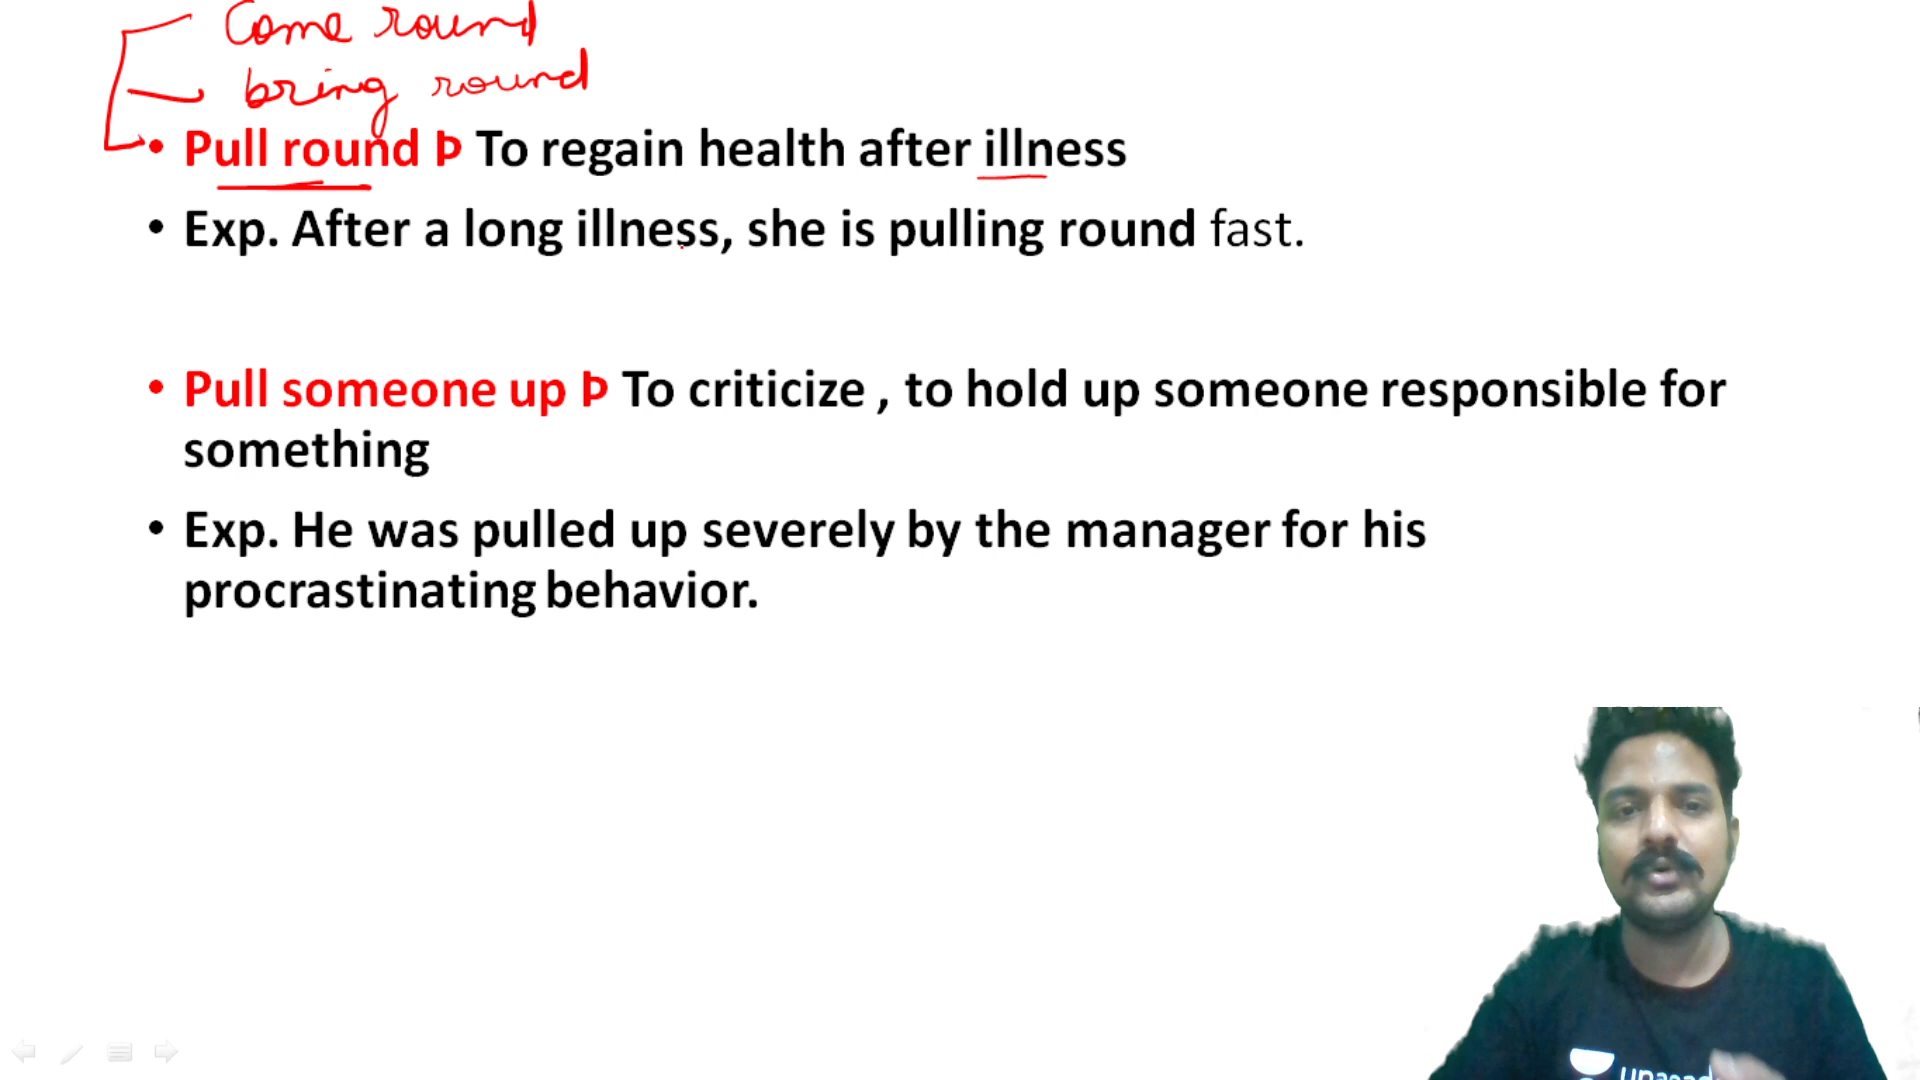 Come round
bring round
• Pull round Þ To regain health after illness
• Exp. After a long illness, she is pulling round fast.
• Pull someone up Þ To criticize , to hold up someone responsible for
something
• Exp. He was pulled up severely by the manager for his
procrastinating behavior.